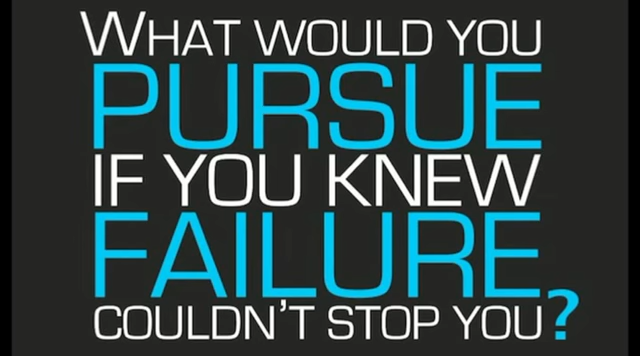 WHAT WOULD YOU
PURSUE
IF YOU KNEW
FAILURE
COULDN'T STOP YOU?